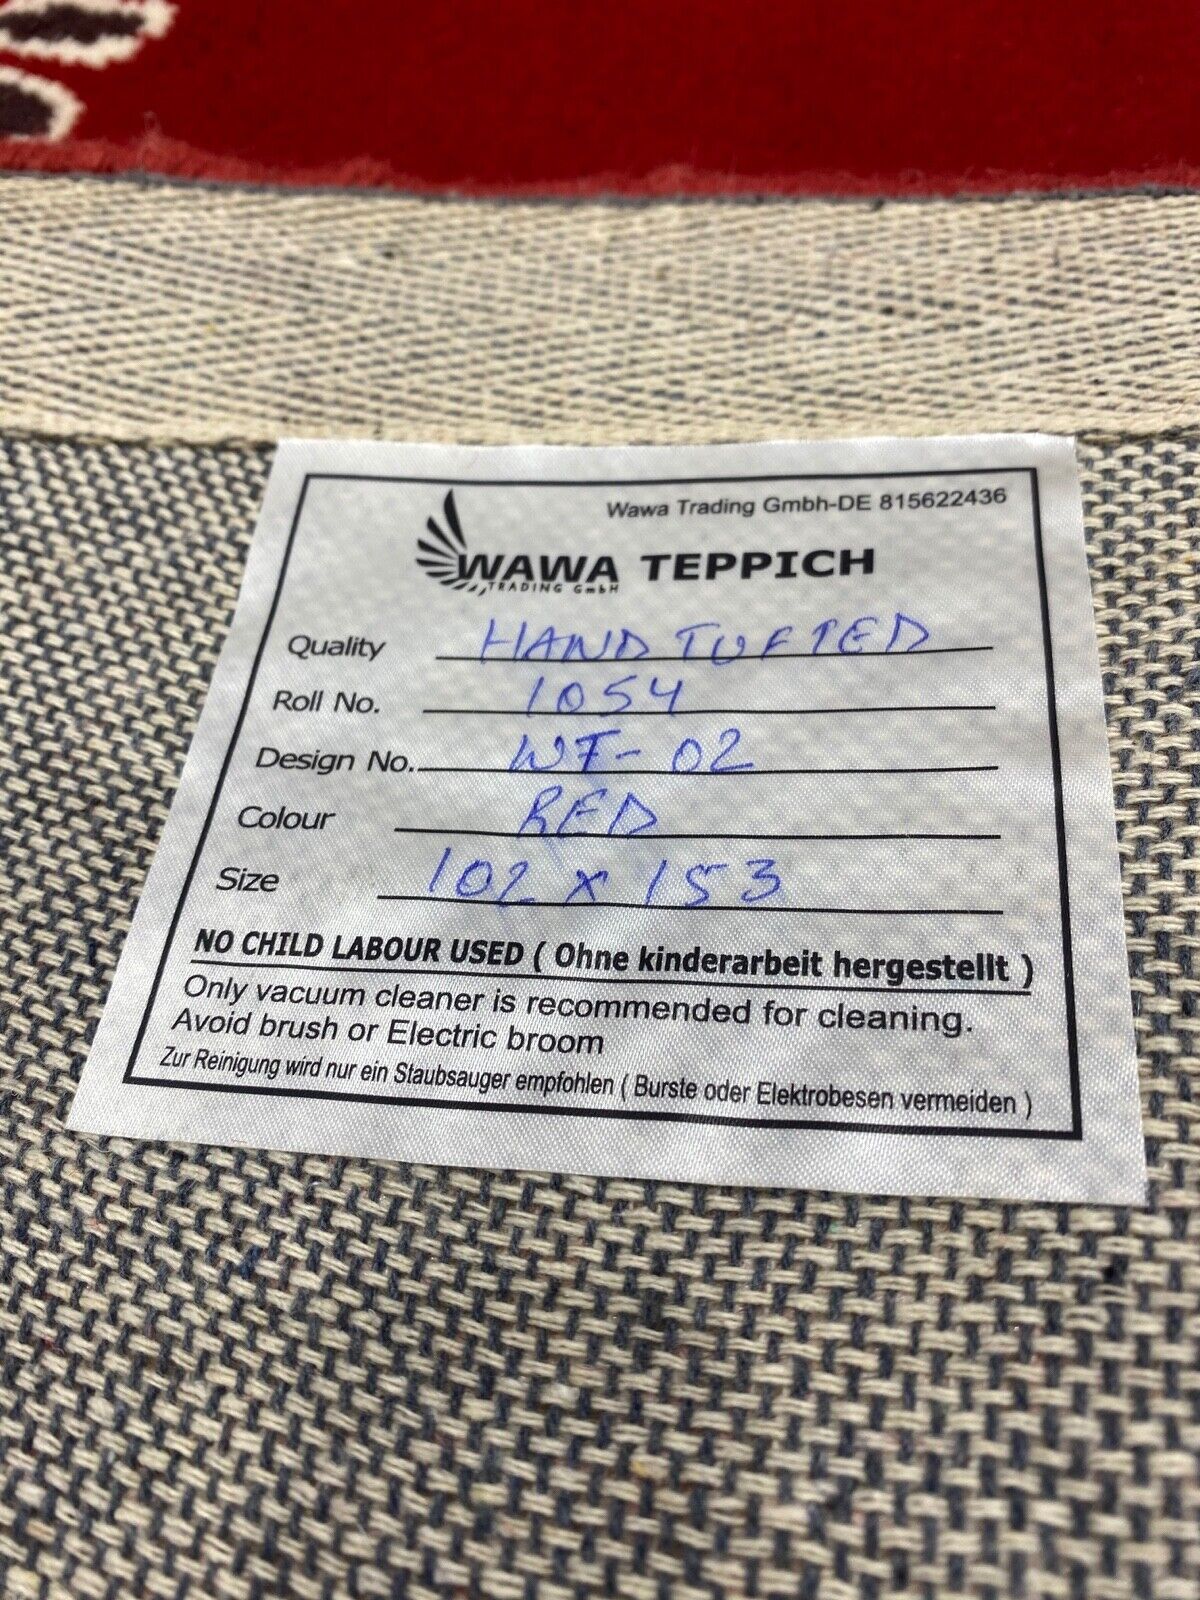 Wawa Trading Gmbh-DE 815622436
WAWA TEPPICH
TRADING GmbH
Quality HAND TUFTED
Roll No. 1054
Design No. WF-02
Colour RED
Size 102 x 153
NO CHILD LABOUR USED ( Ohne kinderarbeit hergestellt )
Only vacuum cleaner is recommended for cleaning.
Avoid brush or Electric broom
Zur Reinigung wird nur ein Staubsauger empfohlen ( Burste oder Elektrobesen vermeiden )